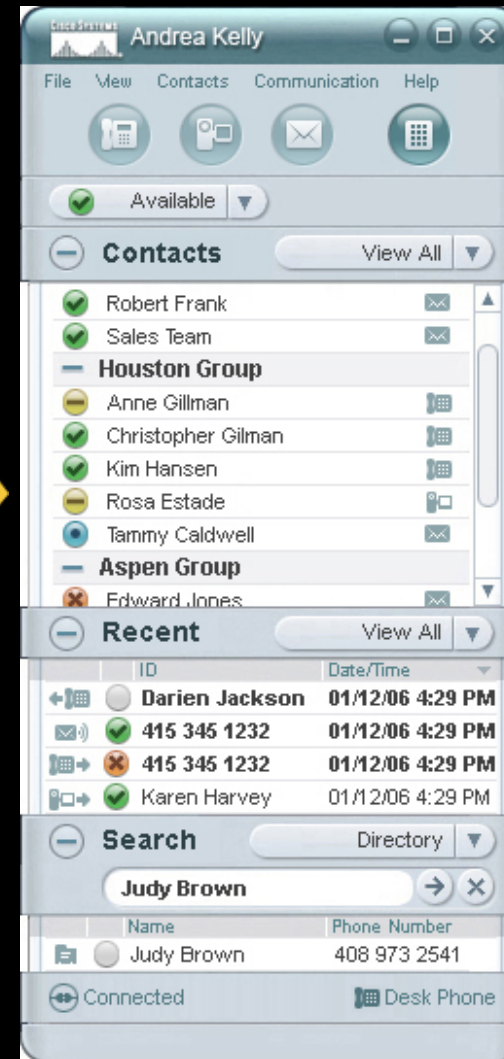 Cisco Systems
Andrea Kelly
File View Contacts Communication Help
Available
Contacts View All
Robert Frank
Sales Team
Houston Group
Anne Gillman
Christopher Gilman
Kim Hansen
Rosa Estade
Tammy Caldwell
Aspen Group
Edward Jones
Recent View All
ID Date/Time
Darien Jackson 01/12/06 4:29 PM
415 345 1232 01/12/06 4:29 PM
415 345 1232 01/12/06 4:29 PM
Karen Harvey 01/12/06 4:29 PM
Search Directory
Judy Brown
Name Phone Number
Judy Brown 408 973 2541
Connected Desk Phone